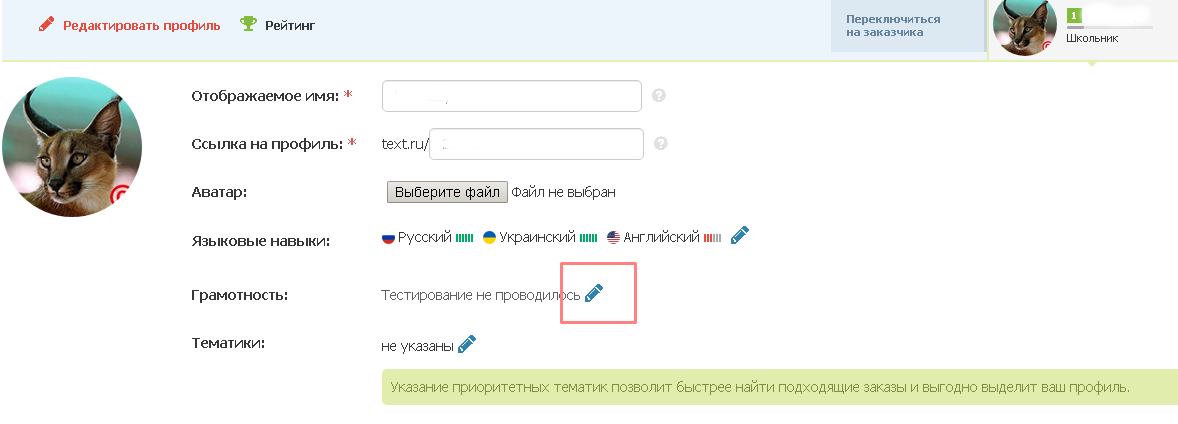 Редактировать профиль Рейтинг
Переключиться
на заказчика
1
Школьник
Отображаемое имя: *
Ссылка на профиль: * text.ru/
Аватар: Выберите файл Файл не выбран
Языковые навыки: Русский Украинский Английский
Грамотность: Тестирование не проводилось
Тематики: не указаны
Указание приоритетных тематик позволит быстрее найти подходящие заказы и выгодно выделит ваш профиль.